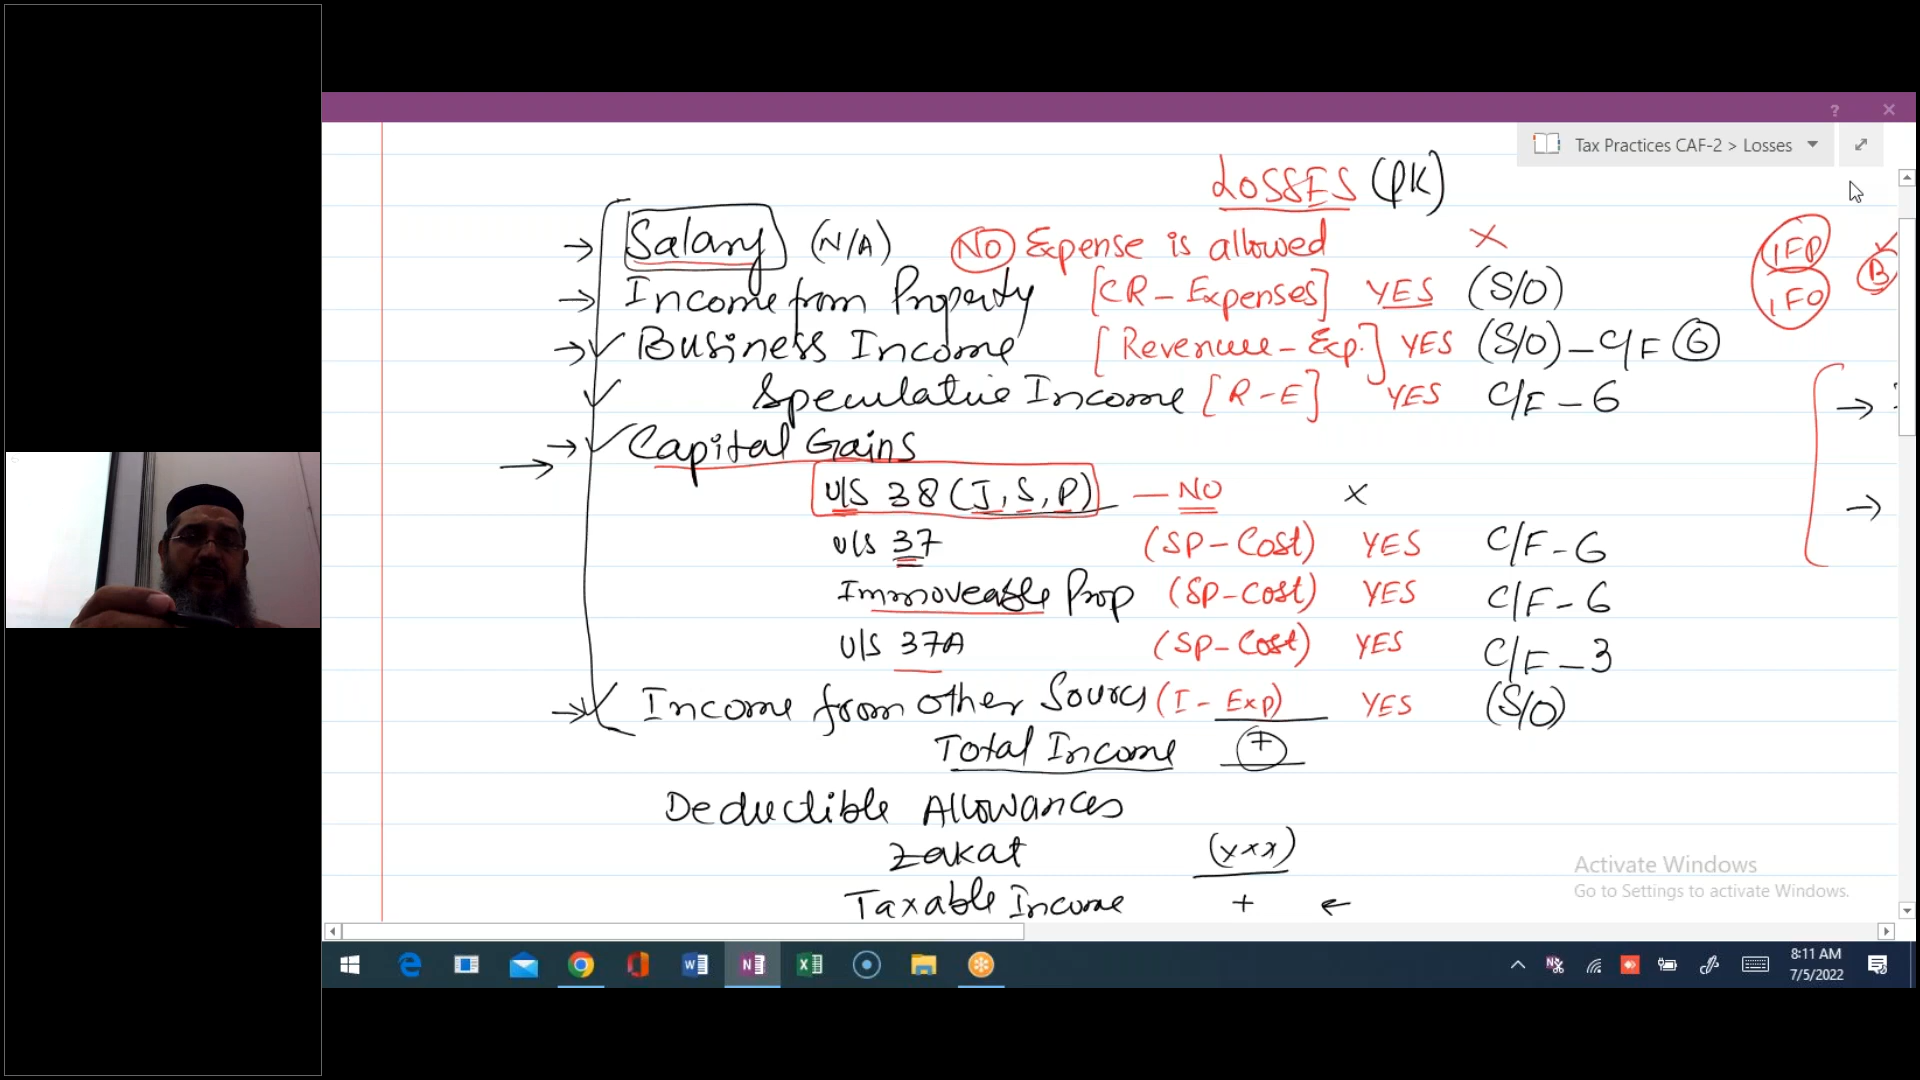 ? ×
Tax Practices CAF-2 > Losses
LOSSES (PK)
Salary (N/A) NO Expense is allowed ×
Income from Property [CR - Expenses] YES (S/O)
Business Income [Revenue - Exp.] YES (S/O) - C/F 6
Speculative Income [R - E] YES C/F - 6
Capital Gains
U/S 38 (J, S, P) - NO ×
U/S 37 (SP - Cost) YES C/F - 6
Immoveable Prop (SP - Cost) YES C/F - 6
U/S 37A (SP - Cost) YES C/F - 3
Income from other Sources (I - Exp) YES (S/O)
Total Income +
Deductible Allowances
Zakat (xxx)
Taxable Income + ←
IFP
IFO
B
Activate Windows
Go to Settings to activate Windows.
8:11 AM
7/5/2022